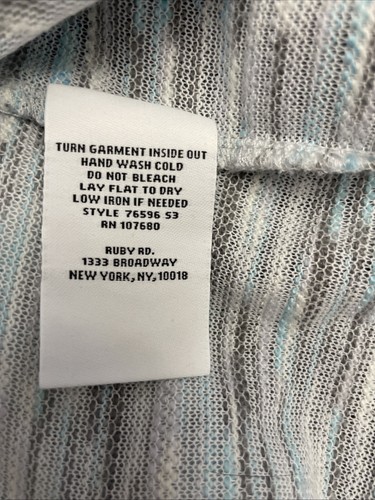 TURN GARMENT INSIDE OUT
HAND WASH COLD
DO NOT BLEACH
LAY FLAT TO DRY
LOW IRON IF NEEDED
STYLE 76596 S3
RN 107680
RUBY RD.
1333 BROADWAY
NEW YORK, NY, 10018